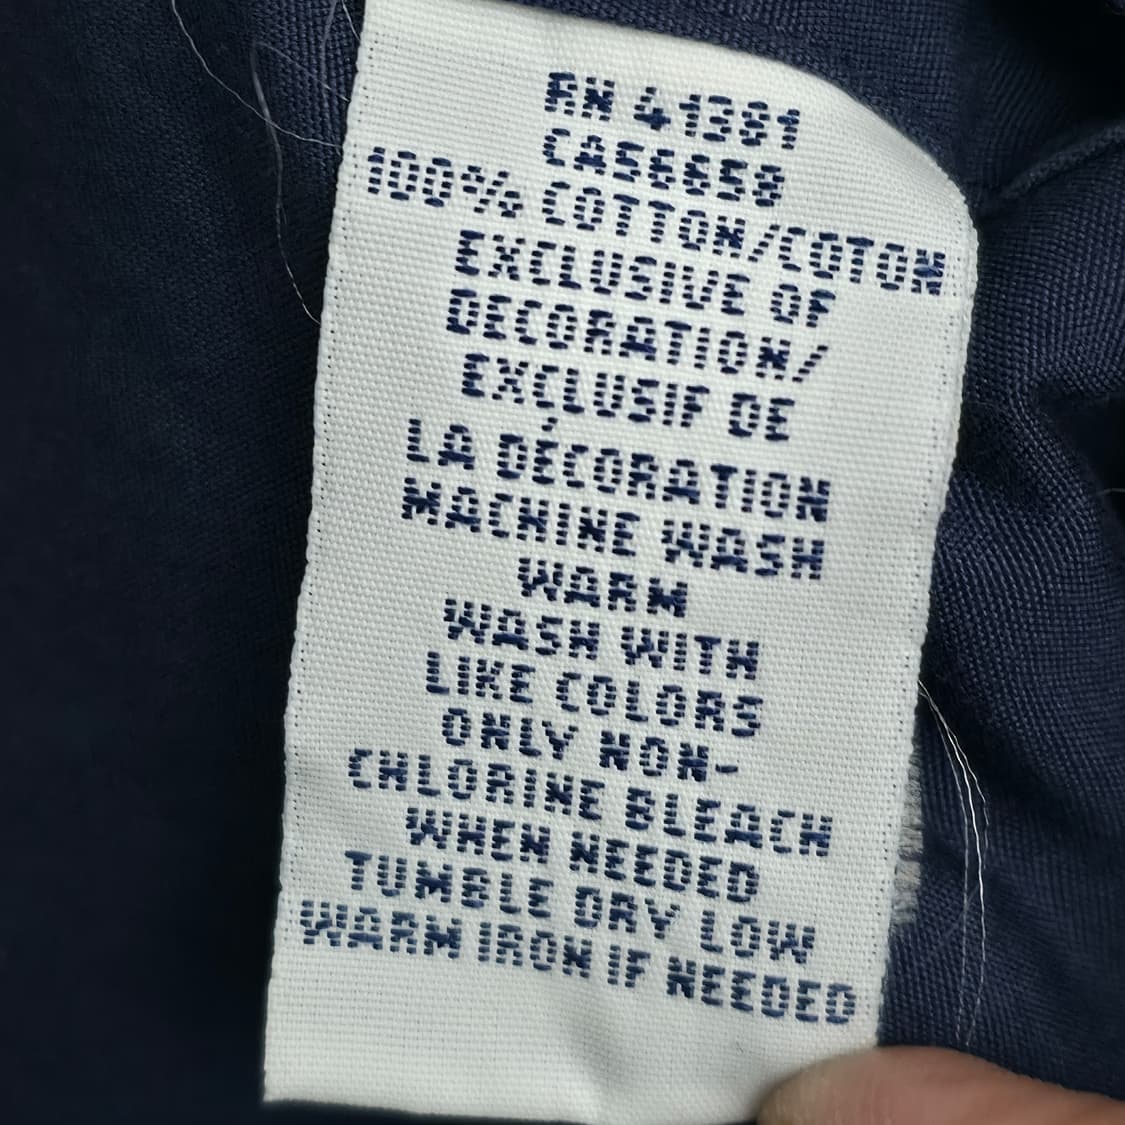 RN 41381
CA56658
100% COTTON/COTON
EXCLUSIVE OF
DECORATION/
EXCLUSIF DE
LA DÉCORATION
MACHINE WASH
WARM
WASH WITH
LIKE COLORS
ONLY NON-
CHLORINE BLEACH
WHEN NEEDED
TUMBLE DRY LOW
WARM IRON IF NEEDED